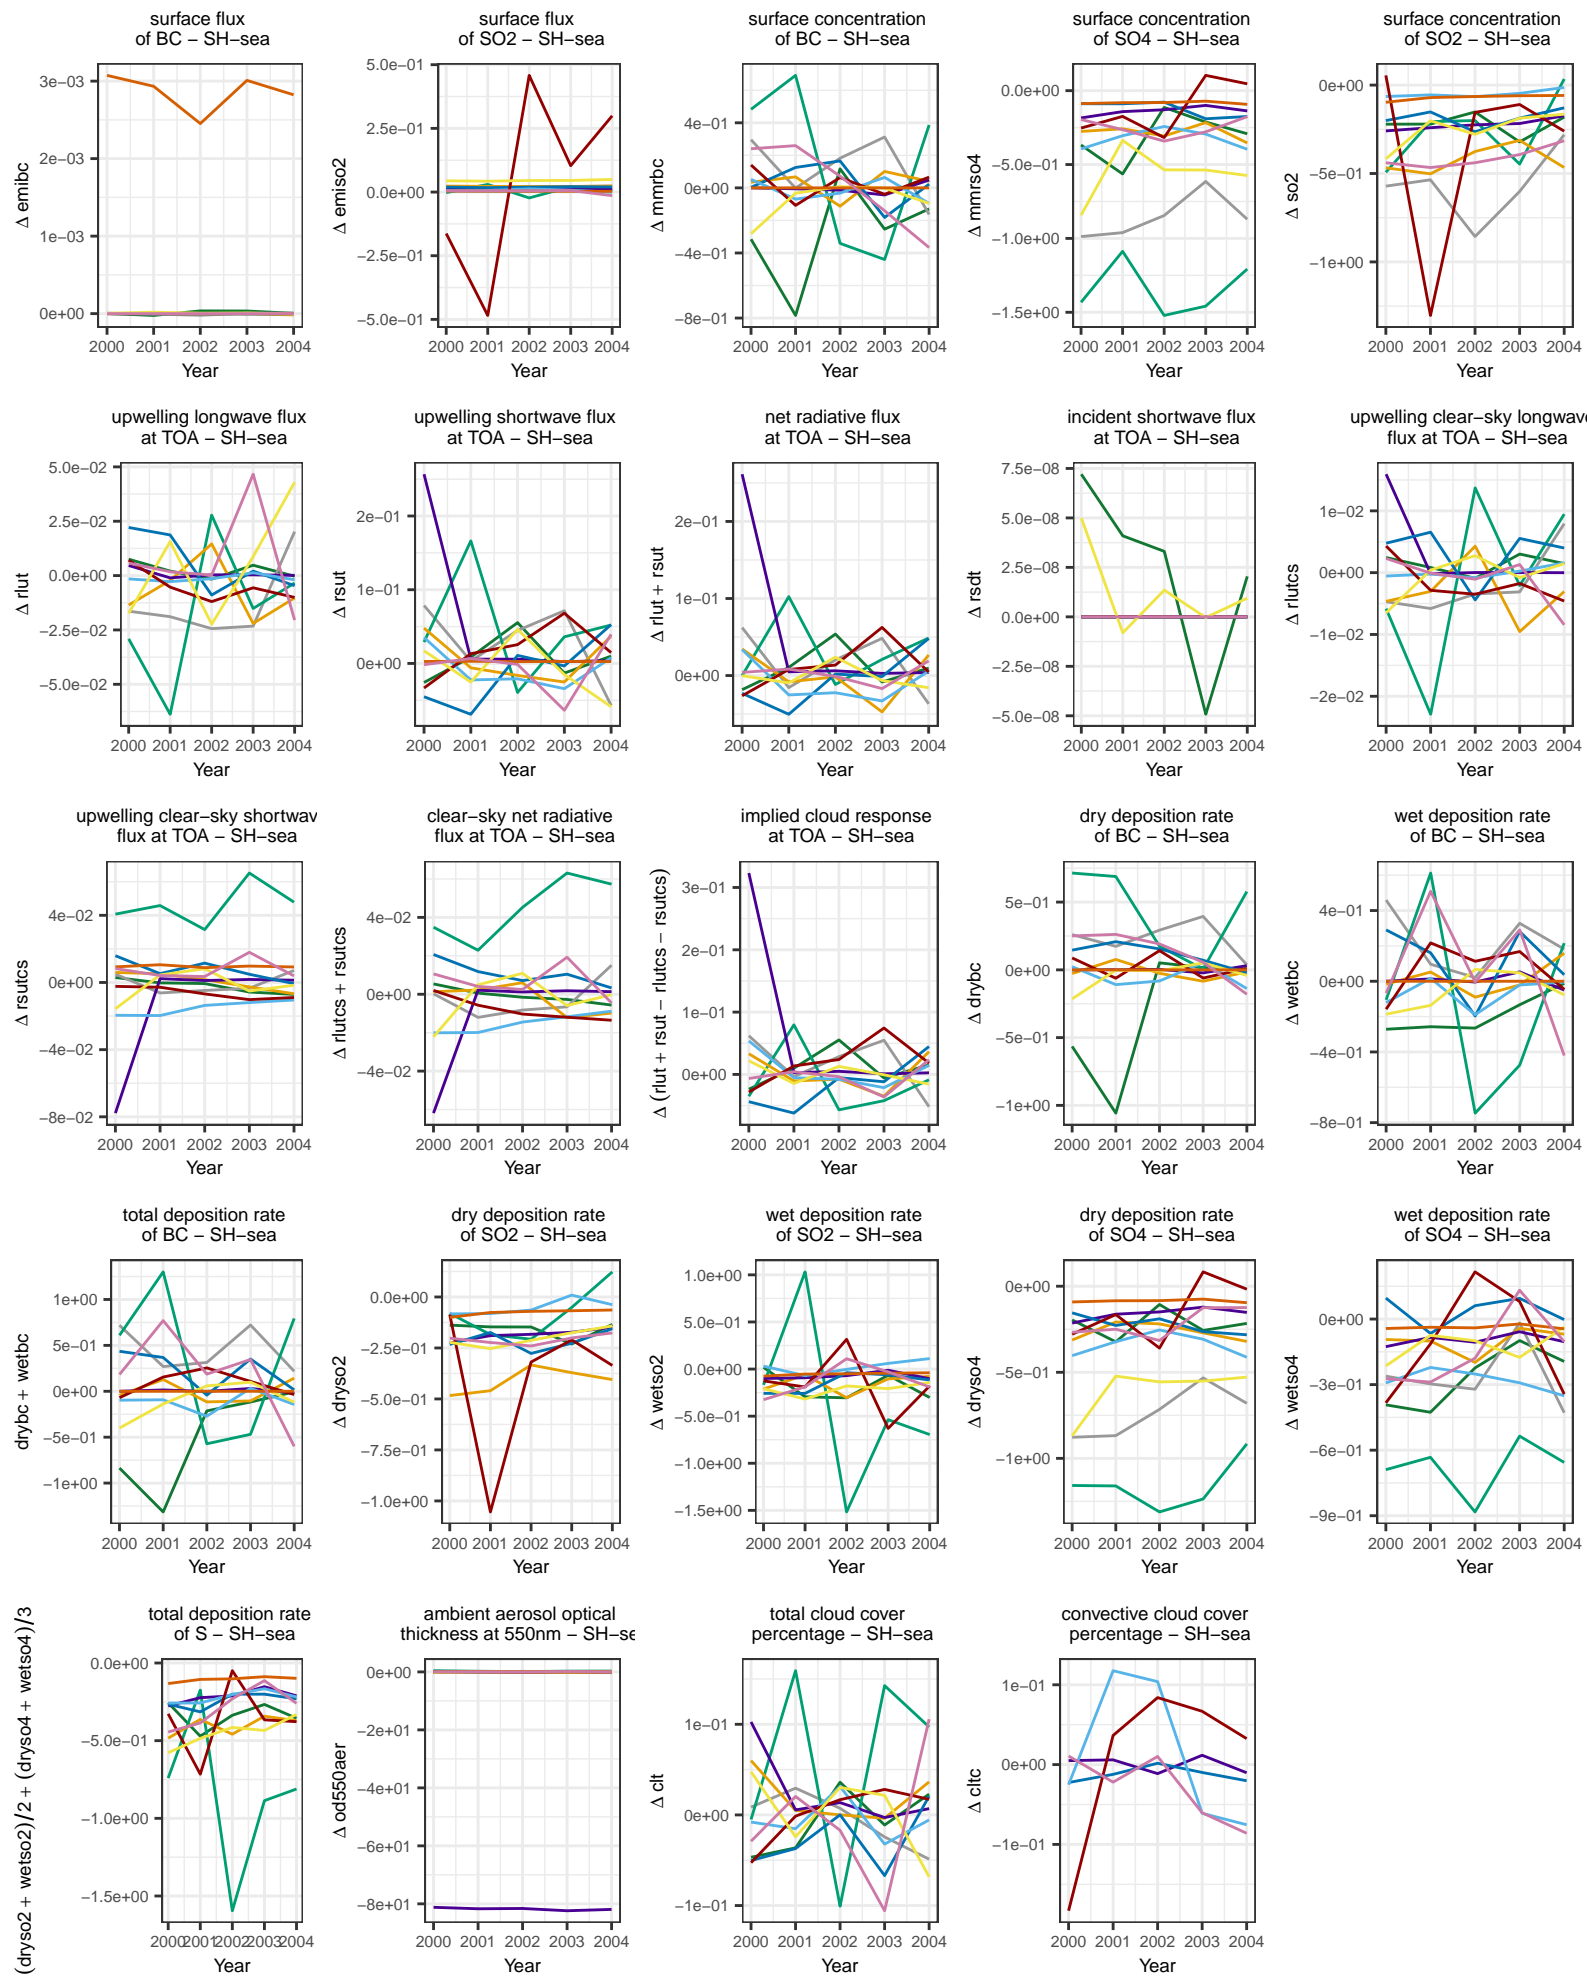 surface flux
of BC − SH−sea
Δ emibc
3e−03
2e−03
1e−03
0e+00
2000 2001 2002 2003 2004
Year
surface flux
of SO2 − SH−sea
Δ emiso2
5.0e−01
2.5e−01
0.0e+00
−2.5e−01
−5.0e−01
2000 2001 2002 2003 2004
Year
surface concentration
of BC − SH−sea
Δ mmrbc
4e−01
0e+00
−4e−01
−8e−01
2000 2001 2002 2003 2004
Year
surface concentration
of SO4 − SH−sea
Δ mmrso4
0.0e+00
−5.0e−01
−1.0e+00
−1.5e+00
2000 2001 2002 2003 2004
Year
surface concentration
of SO2 − SH−sea
Δ so2
0e+00
−5e−01
−1e+00
2000 2001 2002 2003 2004
Year
upwelling longwave flux
at TOA − SH−sea
Δ rlut
5.0e−02
2.5e−02
0.0e+00
−2.5e−02
−5.0e−02
2000 2001 2002 2003 2004
Year
upwelling shortwave flux
at TOA − SH−sea
Δ rsut
2e−01
1e−01
0e+00
2000 2001 2002 2003 2004
Year
net radiative flux
at TOA − SH−sea
Δ rlut + rsut
2e−01
1e−01
0e+00
2000 2001 2002 2003 2004
Year
incident shortwave flux
at TOA − SH−sea
Δ rsdt
7.5e−08
5.0e−08
2.5e−08
0.0e+00
−2.5e−08
−5.0e−08
2000 2001 2002 2003 2004
Year
upwelling clear−sky longwave
flux at TOA − SH−sea
Δ rlutcs
1e−02
0e+00
−1e−02
−2e−02
2000 2001 2002 2003 2004
Year
upwelling clear−sky shortwav
flux at TOA − SH−sea
Δ rsutcs
4e−02
0e+00
−4e−02
−8e−02
2000 2001 2002 2003 2004
Year
clear−sky net radiative
flux at TOA − SH−sea
Δ rlutcs + rsutcs
4e−02
0e+00
−4e−02
2000 2001 2002 2003 2004
Year
implied cloud response
at TOA − SH−sea
Δ (rlut + rsut − rlutcs − rsutcs)
3e−01
2e−01
1e−01
0e+00
2000 2001 2002 2003 2004
Year
dry deposition rate
of BC − SH−sea
Δ drybc
5e−01
0e+00
−5e−01
−1e+00
2000 2001 2002 2003 2004
Year
wet deposition rate
of BC − SH−sea
Δ wetbc
4e−01
0e+00
−4e−01
−8e−01
2000 2001 2002 2003 2004
Year
total deposition rate
of BC − SH−sea
drybc + wetbc
1e+00
5e−01
0e+00
−5e−01
−1e+00
2000 2001 2002 2003 2004
Year
dry deposition rate
of SO2 − SH−sea
Δ dryso2
0.0e+00
−2.5e−01
−5.0e−01
−7.5e−01
−1.0e+00
2000 2001 2002 2003 2004
Year
wet deposition rate
of SO2 − SH−sea
Δ wetso2
1.0e+00
5.0e−01
0.0e+00
−5.0e−01
−1.0e+00
−1.5e+00
2000 2001 2002 2003 2004
Year
dry deposition rate
of SO4 − SH−sea
Δ dryso4
0e+00
−5e−01
−1e+00
2000 2001 2002 2003 2004
Year
wet deposition rate
of SO4 − SH−sea
Δ wetso4
0e+00
−3e−01
−6e−01
−9e−01
2000 2001 2002 2003 2004
Year
total deposition rate
of S − SH−sea
(dryso2 + wetso2)/2 + (dryso4 + wetso4)/3
0.0e+00
−5.0e−01
−1.0e+00
−1.5e+00
2000 2001 2002 2003 2004
Year
ambient aerosol optical
thickness at 550nm − SH−se
Δ od550aer
0e+00
−2e+01
−4e+01
−6e+01
−8e+01
2000 2001 2002 2003 2004
Year
total cloud cover
percentage − SH−sea
Δ clt
1e−01
0e+00
−1e−01
2000 2001 2002 2003 2004
Year
convective cloud cover
percentage − SH−sea
Δ cltc
1e−01
0e+00
−1e−01
2000 2001 2002 2003 2004
Year